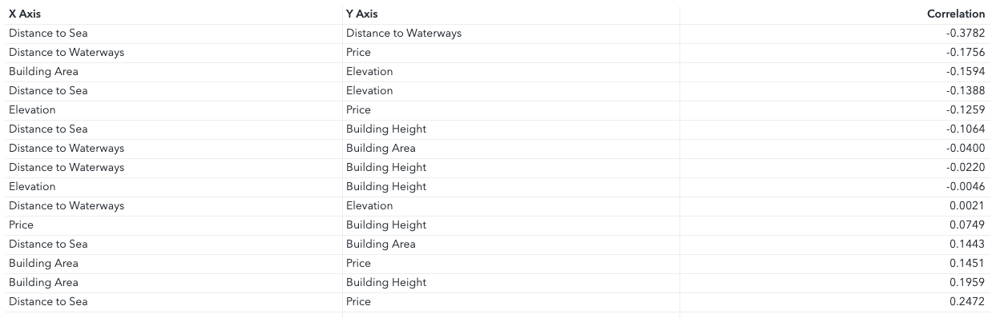 X Axis Y Axis Correlation
Distance to Sea Distance to Waterways -0.3782
Distance to Waterways Price -0.1756
Building Area Elevation -0.1594
Distance to Sea Elevation -0.1388
Elevation Price -0.1259
Distance to Sea Building Height -0.1064
Distance to Waterways Building Area -0.0400
Distance to Waterways Building Height -0.0220
Elevation Building Height -0.0046
Distance to Waterways Elevation 0.0021
Price Building Height 0.0749
Distance to Sea Building Area 0.1443
Building Area Price 0.1451
Building Area Building Height 0.1959
Distance to Sea Price 0.2472